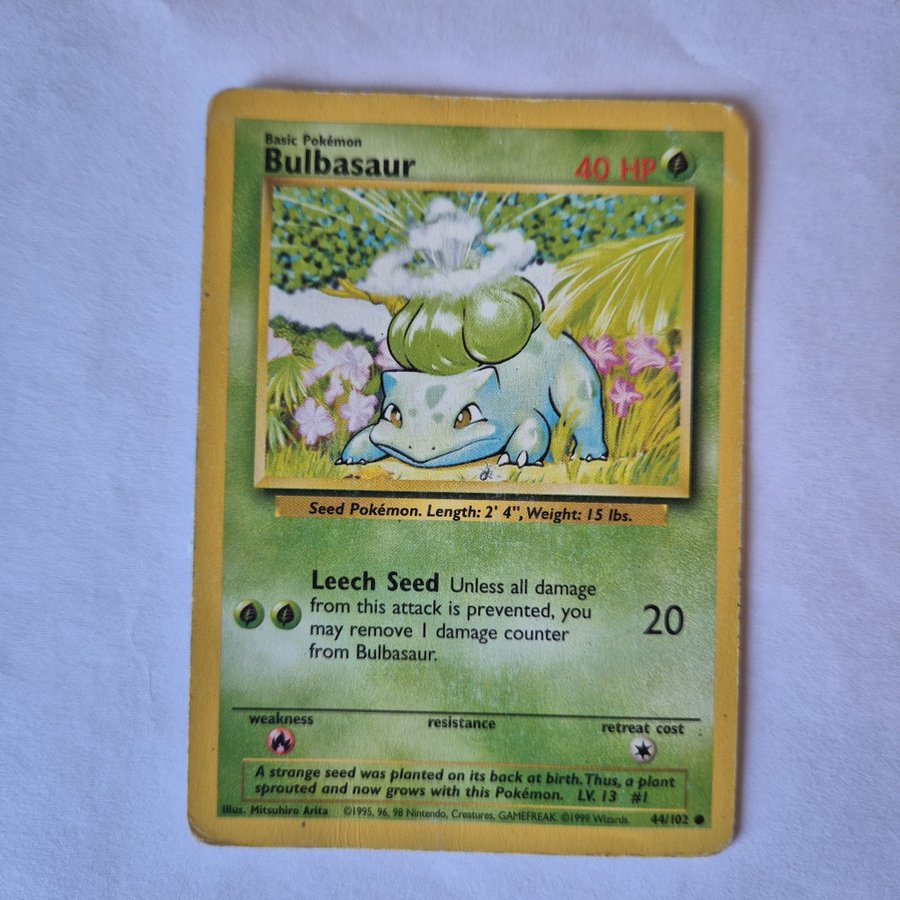 Basic Pokémon
Bulbasaur
40 HP
Seed Pokémon. Length: 2' 4", Weight: 15 lbs.
Leech Seed Unless all damage
from this attack is prevented, you
may remove 1 damage counter
from Bulbasaur.
20
weakness
resistance
retreat cost
A strange seed was planted on its back at birth. Thus, a plant
sprouted and now grows with this Pokémon. LV. 13 #1
Illus. Mitsuhiro Arita ©1995, 96, 98 Nintendo, Creatures, GAMEFREAK. ©1999 Wizards. 44/102